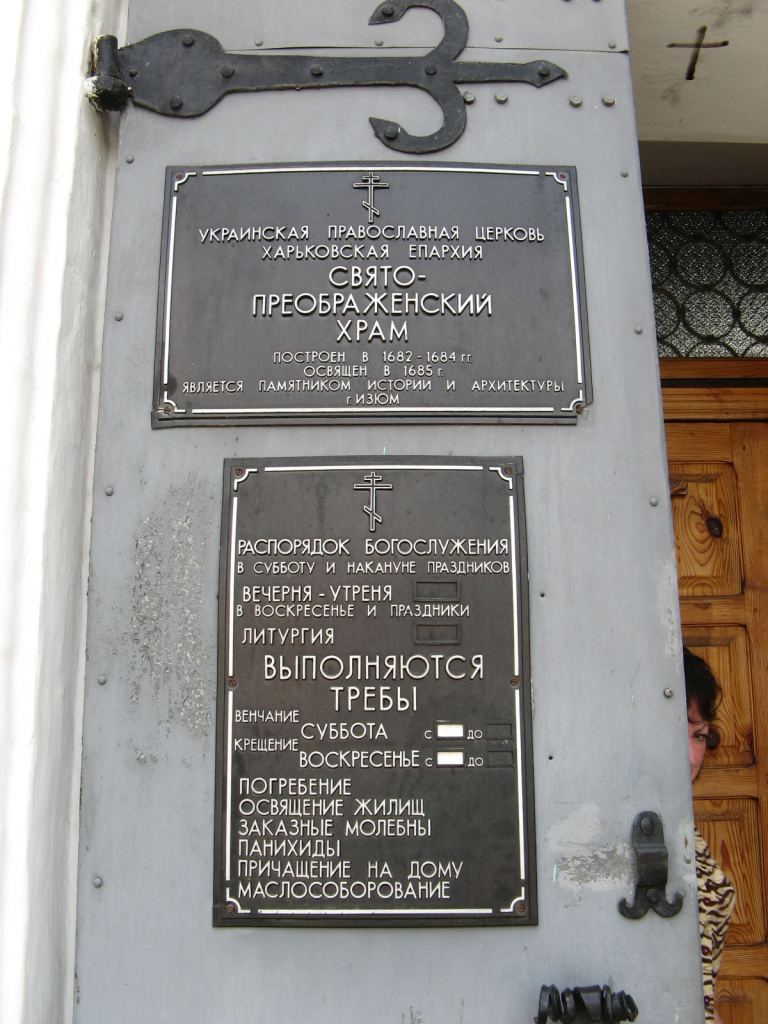 УКРАИНСКАЯ ПРАВОСЛАВНАЯ ЦЕРКОВЬ
ХАРЬКОВСКАЯ ЕПАРХИЯ
СВЯТО-
ПРЕОБРАЖЕНСКИЙ
ХРАМ
ПОСТРОЕН В 1682 - 1684 гг.
ОСВЯЩЕН В 1685 г.
ЯВЛЯЕТСЯ ПАМЯТНИКОМ ИСТОРИИ И АРХИТЕКТУРЫ
г. ИЗЮМ
РАСПОРЯДОК БОГОСЛУЖЕНИЯ
В СУББОТУ И НАКАНУНЕ ПРАЗДНИКОВ
ВЕЧЕРНЯ - УТРЕНЯ
В ВОСКРЕСЕНЬЕ И ПРАЗДНИКИ
ЛИТУРГИЯ
ВЫПОЛНЯЮТСЯ
ТРЕБЫ
ВЕНЧАНИЕ
СУББОТА с до
КРЕЩЕНИЕ
ВОСКРЕСЕНЬЕ с до
ПОГРЕБЕНИЕ
ОСВЯЩЕНИЕ ЖИЛИЩ
ЗАКАЗНЫЕ МОЛЕБНЫ
ПАНИХИДЫ
ПРИЧАЩЕНИЕ НА ДОМУ
МАСЛОСОБОРОВАНИЕ